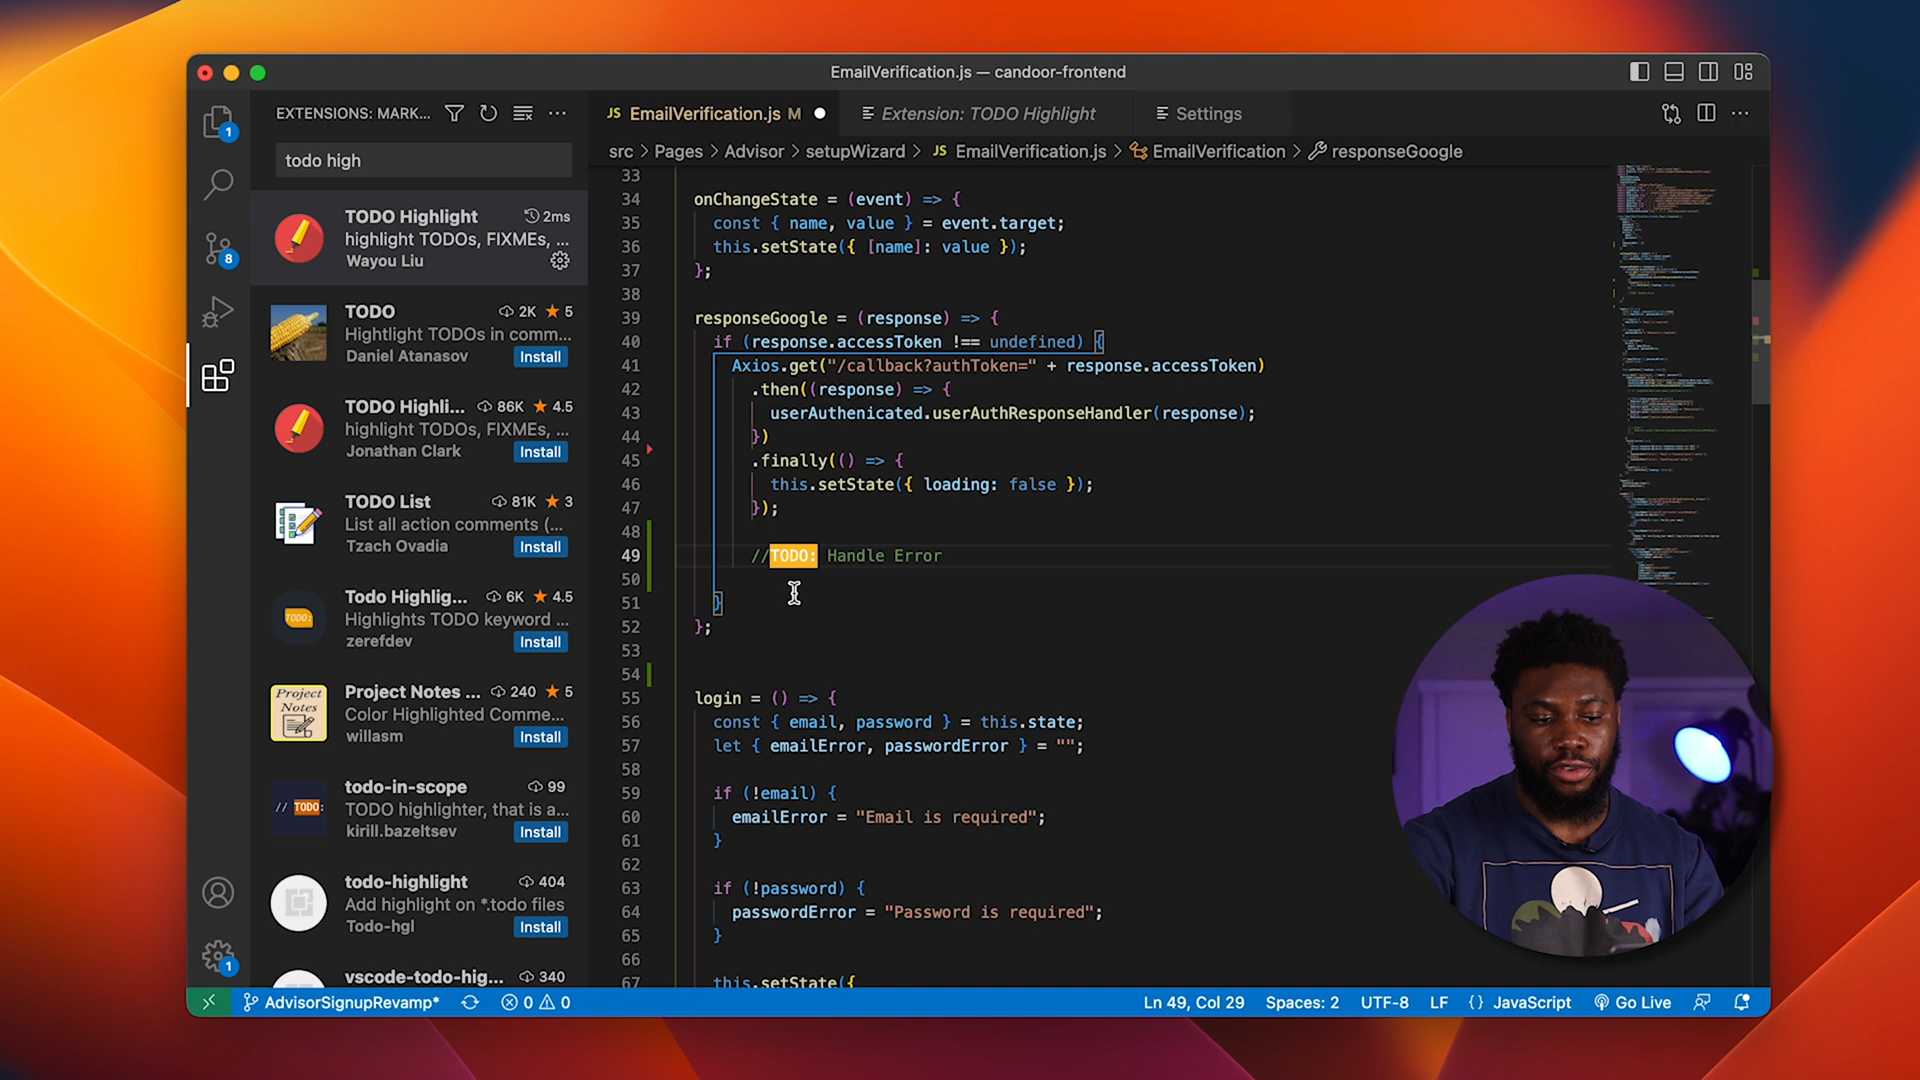 EmailVerification.js — candoor-frontend
EXTENSIONS: MARK...
todo high
TODO Highlight 2ms
highlight TODOs, FIXMEs, ...
Wayou Liu
TODO 2K ★ 5
Hightlight TODOs in comm...
Daniel Atanasov Install
TODO Highli... 86K ★ 4.5
highlight TODOs, FIXMEs, ...
Jonathan Clark Install
TODO List 81K ★ 3
List all action comments (...
Tzach Ovadia Install
Todo Highlig... 6K ★ 4.5
Highlights TODO keyword ...
zerefdev Install
TODO:
Project Notes ... 240 ★ 5
Color Highlighted Comme...
willasm Install
Project
Notes
todo-in-scope 99
TODO highlighter, that is a...
kirill.bazeltsev Install
// TODO:
todo-highlight 404
Add highlight on *.todo files
Todo-hgl Install
vscode-todo-hig... 340
1
8
1
JS EmailVerification.js M ● Extension: TODO Highlight Settings
src > Pages > Advisor > setupWizard > JS EmailVerification.js > EmailVerification > responseGoogle
33
34 onChangeState = (event) => {
35 const { name, value } = event.target;
36 this.setState({ [name]: value });
37 };
38
39 responseGoogle = (response) => {
40 if (response.accessToken !== undefined) {
41 Axios.get("/callback?authToken=" + response.accessToken)
42 .then((response) => {
43 userAuthenicated.userAuthResponseHandler(response);
44 })
45 .finally(() => {
46 this.setState({ loading: false });
47 });
48
49 //TODO: Handle Error
50
51 }
52 };
53
54
55 login = () => {
56 const { email, password } = this.state;
57 let { emailError, passwordError } = "";
58
59 if (!email) {
60 emailError = "Email is required";
61 }
62
63 if (!password) {
64 passwordError = "Password is required";
65 }
66
67 this.setState({
AdvisorSignupRevamp* 0 0 Ln 49, Col 29 Spaces: 2 UTF-8 LF {} JavaScript Go Live